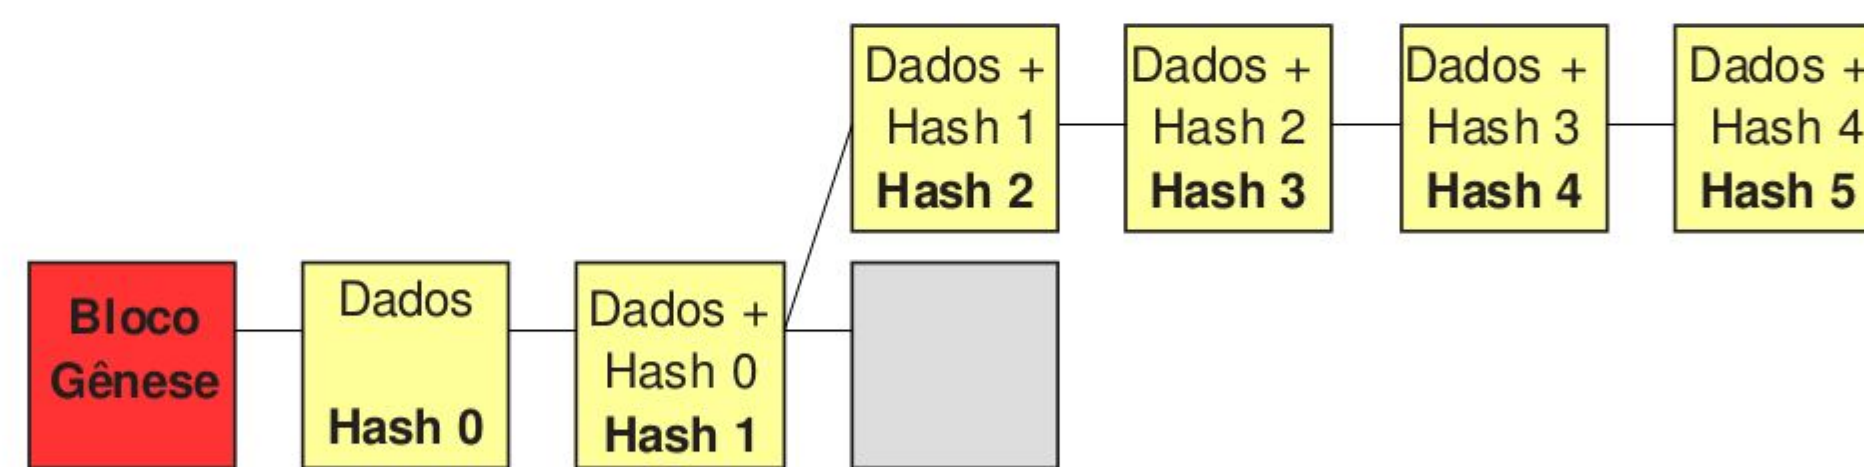 Dados +
Hash 1
Hash 2
Dados +
Hash 2
Hash 3
Dados +
Hash 3
Hash 4
Dados +
Hash 4
Hash 5
Bloco
Gênese
Dados
Hash 0
Dados +
Hash 0
Hash 1